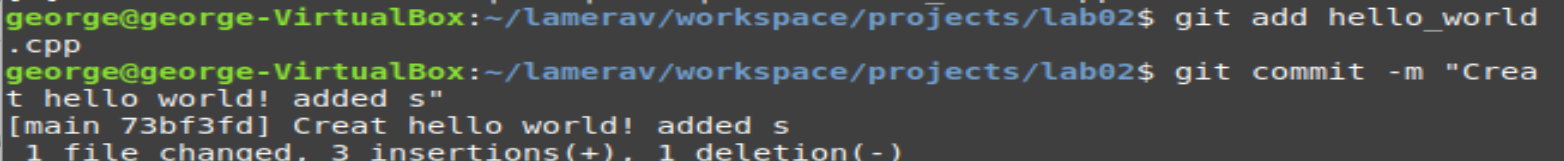 george@george-VirtualBox:~/lamerav/workspace/projects/lab02$ git add hello_world
.cpp
george@george-VirtualBox:~/lamerav/workspace/projects/lab02$ git commit -m "Crea
t hello world! added s"
[main 73bf3fd] Creat hello world! added s
 1 file changed, 3 insertions(+), 1 deletion(-)